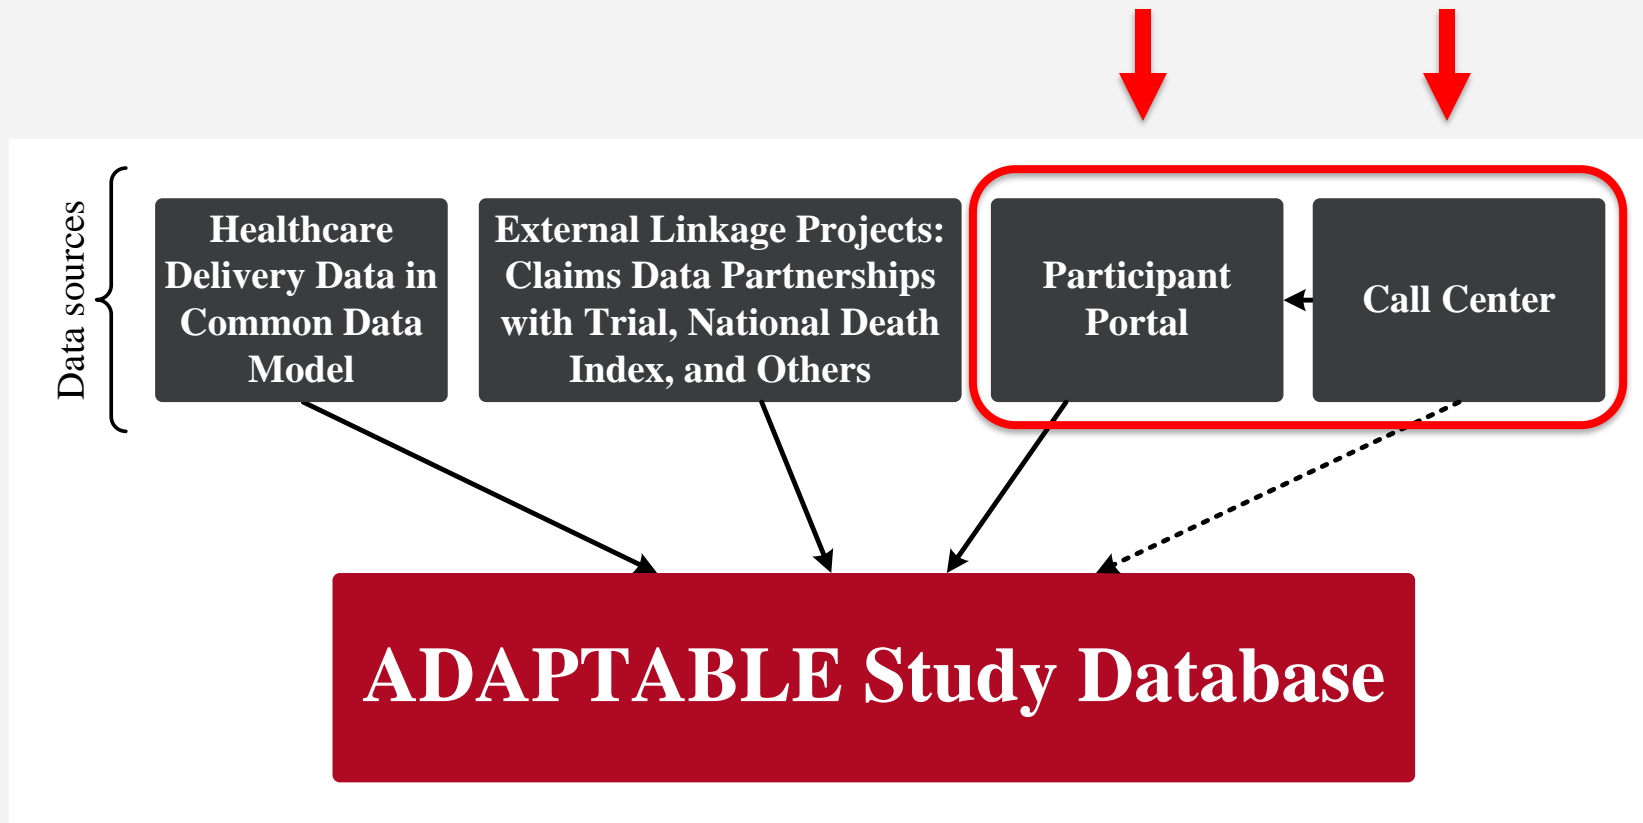 Data sources
Healthcare
Delivery Data in
Common Data
Model
External Linkage Projects:
Claims Data Partnerships
with Trial, National Death
Index, and Others
Participant
Portal
Call Center
ADAPTABLE Study Database